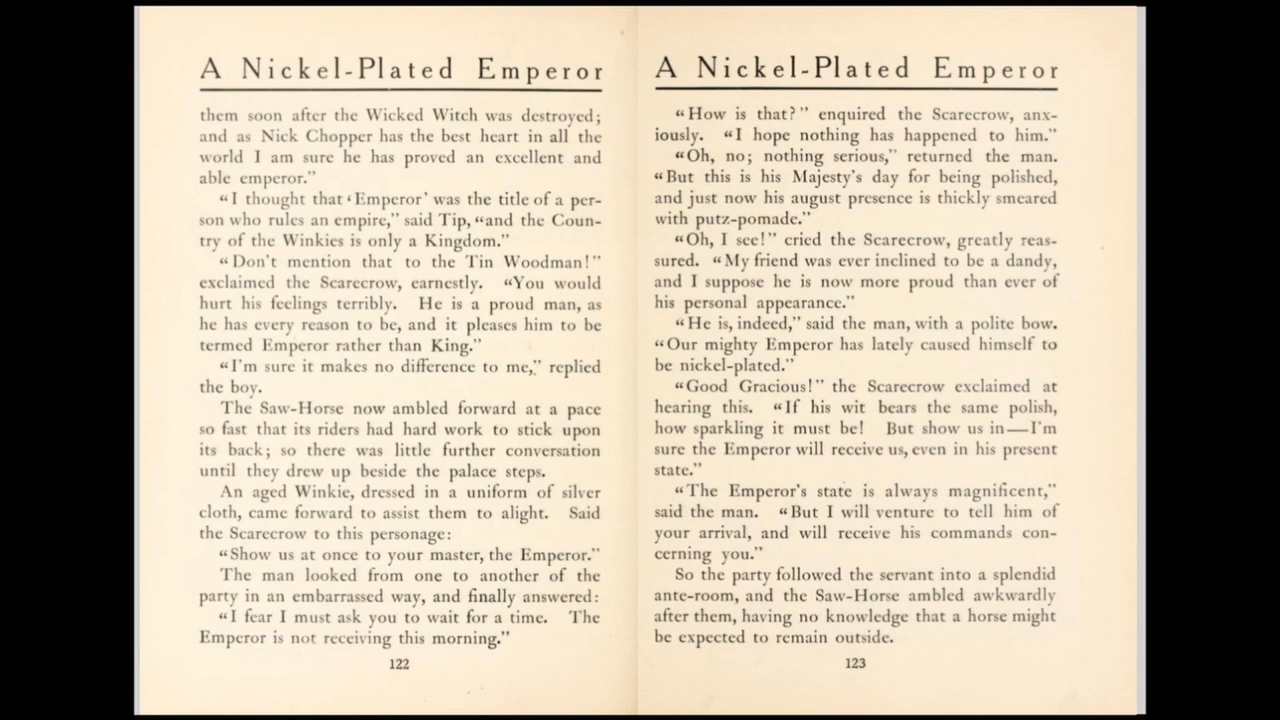 A Nickel-Plated Emperor
them soon after the Wicked Witch was destroyed;
and as Nick Chopper has the best heart in all the
world I am sure he has proved an excellent and
able emperor."
"I thought that ‘Emperor’ was the title of a per-
son who rules an empire," said Tip, "and the Coun-
try of the Winkies is only a Kingdom."
"Don't mention that to the Tin Woodman!"
exclaimed the Scarecrow, earnestly. "You would
hurt his feelings terribly. He is a proud man, as
he has every reason to be, and it pleases him to be
termed Emperor rather than King."
"I'm sure it makes no difference to me," replied
the boy.
The Saw-Horse now ambled forward at a pace
so fast that its riders had hard work to stick upon
its back; so there was little further conversation
until they drew up beside the palace steps.
An aged Winkie, dressed in a uniform of silver
cloth, came forward to assist them to alight. Said
the Scarecrow to this personage:
"Show us at once to your master, the Emperor."
The man looked from one to another of the
party in an embarrassed way, and finally answered:
"I fear I must ask you to wait for a time. The
Emperor is not receiving this morning."
122
A Nickel-Plated Emperor
"How is that?" enquired the Scarecrow, anx-
iously. "I hope nothing has happened to him."
"Oh, no; nothing serious," returned the man.
"But this is his Majesty's day for being polished,
and just now his august presence is thickly smeared
with putz-pomade."
"Oh, I see!" cried the Scarecrow, greatly reas-
sured. "My friend was ever inclined to be a dandy,
and I suppose he is now more proud than ever of
his personal appearance."
"He is, indeed," said the man, with a polite bow.
"Our mighty Emperor has lately caused himself to
be nickel-plated."
"Good Gracious!" the Scarecrow exclaimed at
hearing this. "If his wit bears the same polish,
how sparkling it must be! But show us in—I'm
sure the Emperor will receive us, even in his present
state."
"The Emperor's state is always magnificent,"
said the man. "But I will venture to tell him of
your arrival, and will receive his commands con-
cerning you."
So the party followed the servant into a splendid
ante-room, and the Saw-Horse ambled awkwardly
after them, having no knowledge that a horse might
be expected to remain outside.
123